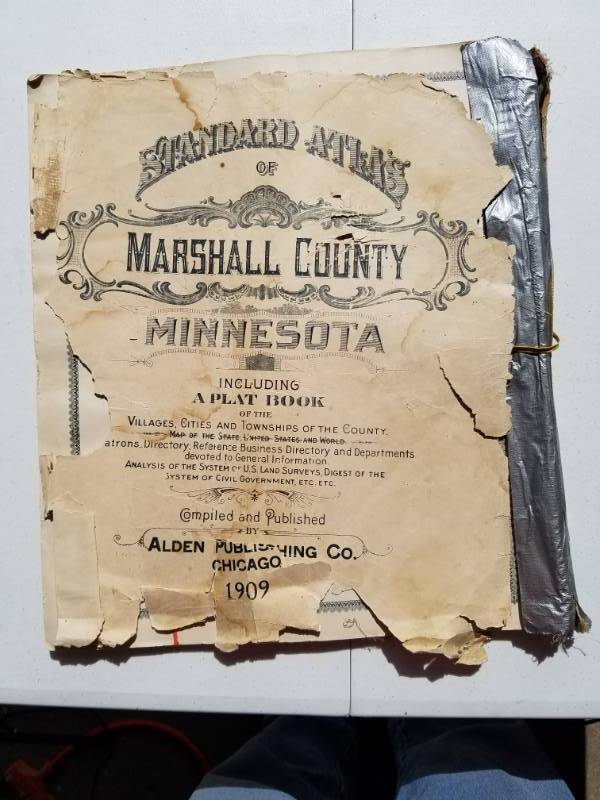 STANDARD ATLAS
OF
MARSHALL COUNTY
MINNESOTA
INCLUDING
A PLAT BOOK
OF THE
VILLAGES, CITIES AND TOWNSHIPS OF THE COUNTY.
MAP OF THE STATE, UNITED STATES AND WORLD.
atrons, Directory, Reference Business Directory and Departments
devoted to General Information.
ANALYSIS OF THE SYSTEM OF U.S. LAND SURVEYS, DIGEST OF THE
SYSTEM OF CIVIL GOVERNMENT, ETC. ETC.
Compiled and Published
BY
ALDEN PUBLISHING CO.
CHICAGO
1909